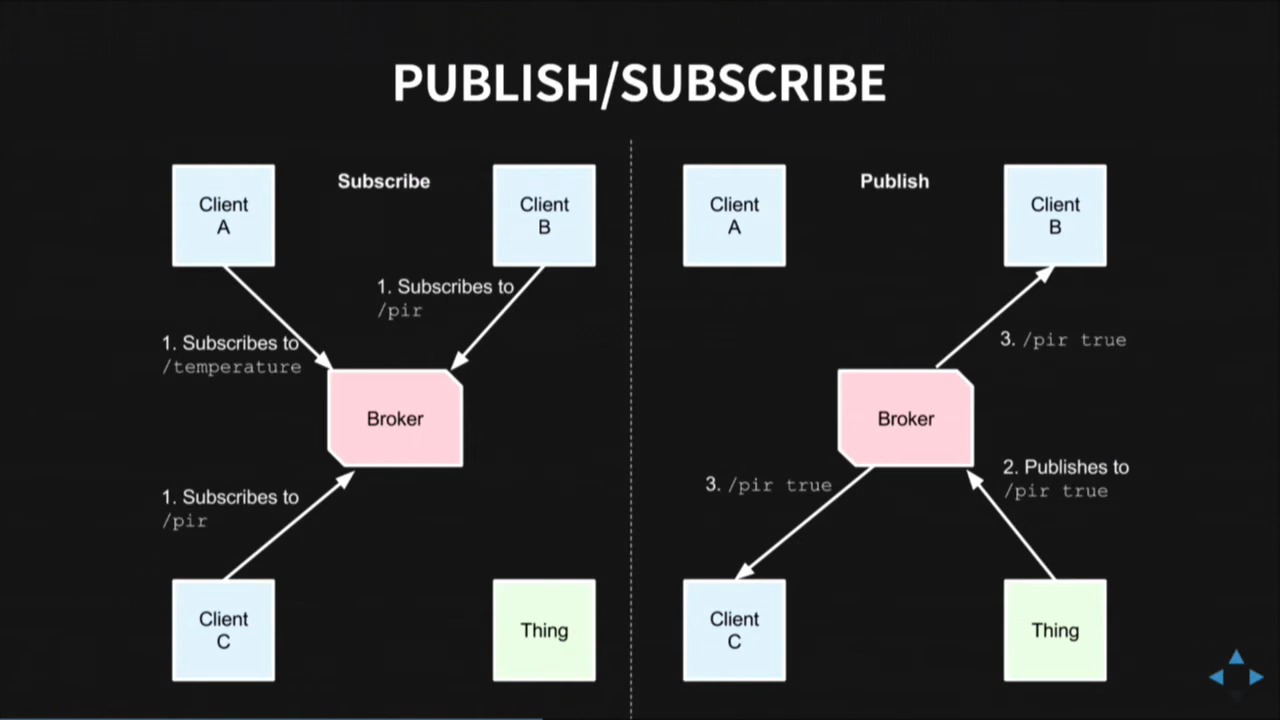 PUBLISH/SUBSCRIBE
Subscribe
Client
A
Client
B
1. Subscribes to
/pir
1. Subscribes to
/temperature
Broker
1. Subscribes to
/pir
Client
C
Thing
Publish
Client
A
Client
B
3. /pir true
Broker
2. Publishes to
/pir true
3. /pir true
Client
C
Thing